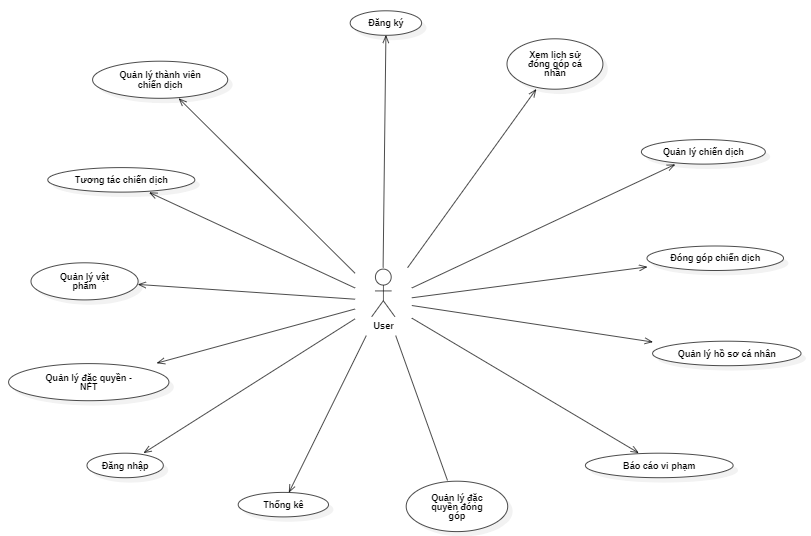 Đăng ký
Xem lịch sử
đóng góp cá
nhân
Quản lý thành viên
chiến dịch
Quản lý chiến dịch
Tương tác chiến dịch
Đóng góp chiến dịch
Quản lý vật
phẩm
User
Quản lý hồ sơ cá nhân
Quản lý đặc quyền -
NFT
Đăng nhập
Báo cáo vi phạm
Thống kê
Quản lý đặc
quyền đóng
góp